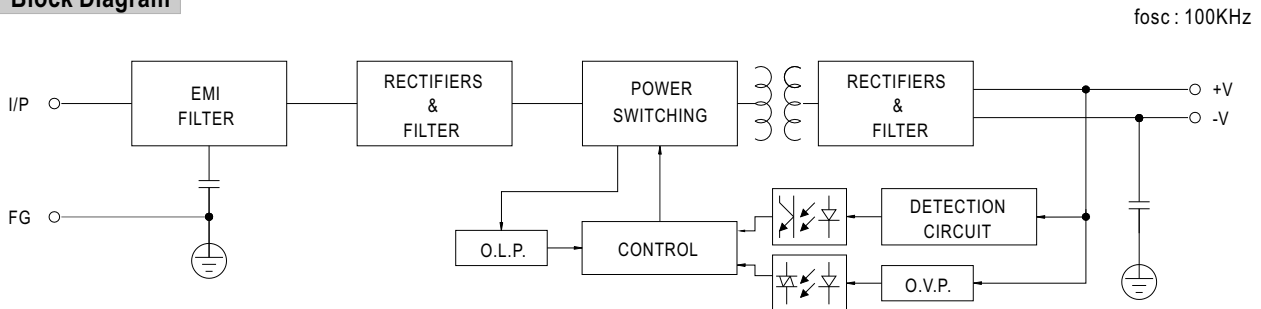 Block Diagram
fosc : 100KHz
I/P
EMI
FILTER
RECTIFIERS
&
FILTER
POWER
SWITCHING
RECTIFIERS
&
FILTER
+V
-V
FG
O.L.P.
CONTROL
DETECTION
CIRCUIT
O.V.P.